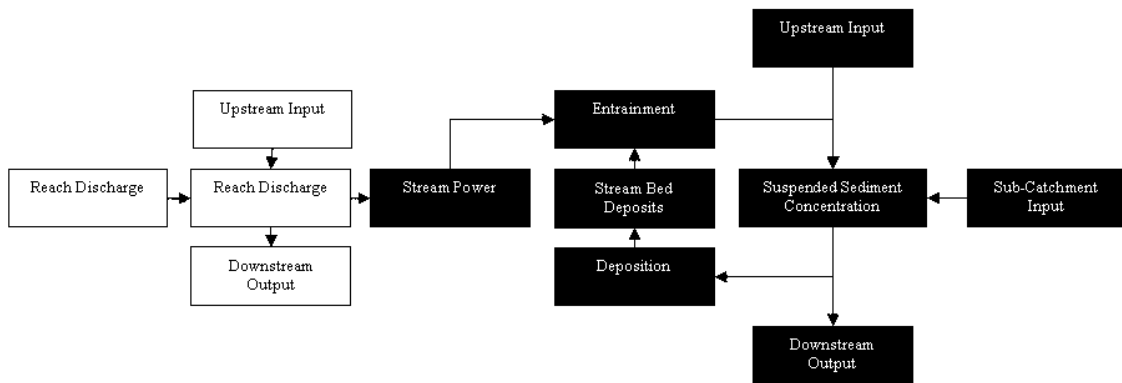 Upstream Input
Upstream Input
Entrainment
Reach Discharge
Reach Discharge
Stream Power
Stream Bed
Deposits
Suspended Sediment
Concentration
Sub-Catchment
Input
Downstream
Output
Deposition
Downstream
Output